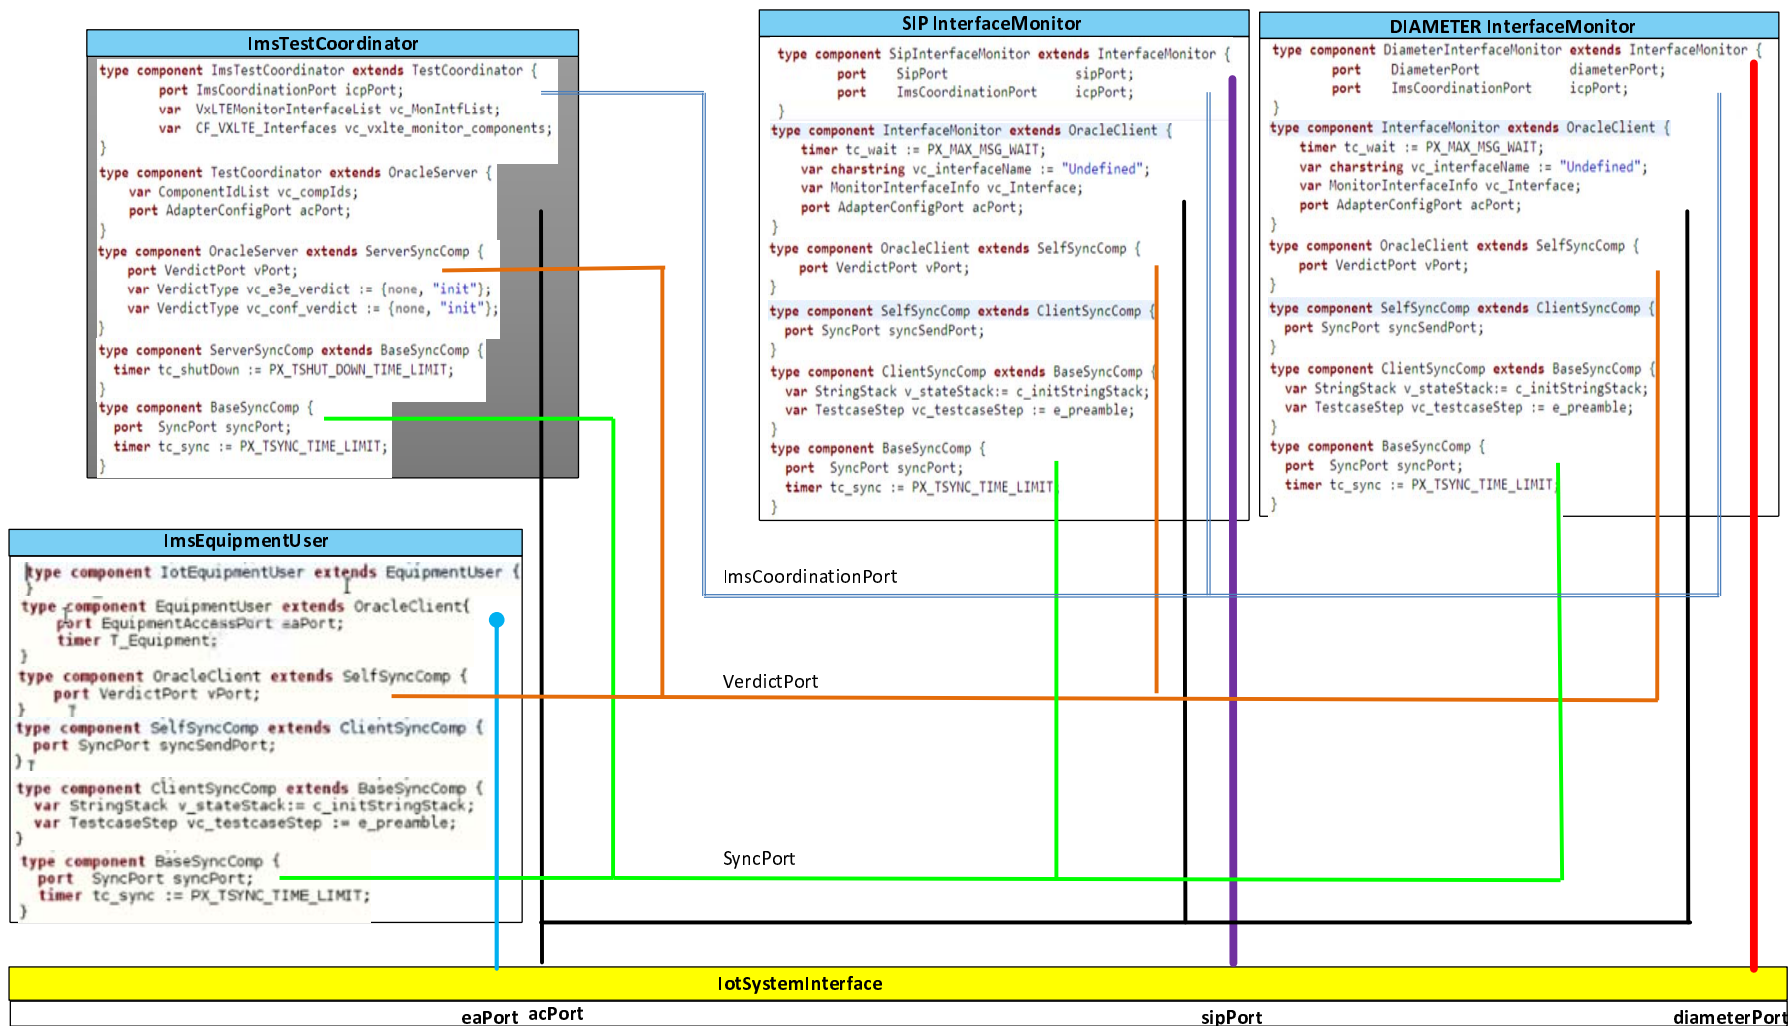 ImsTestCoordinator
type component ImsTestCoordinator extends TestCoordinator {
port ImsCoordinationPort icpPort;
var VxLTEMonitorInterfaceList vc_MonIntfList;
var CF_VXLTE_Interfaces vc_vxlte_monitor_components;
}
type component TestCoordinator extends OracleServer {
var ComponentIdList vc_compIds;
port AdapterConfigPort acPort;
}
type component OracleServer extends ServerSyncComp {
port VerdictPort vPort;
var VerdictType vc_e3e_verdict := {none, "init"};
var VerdictType vc_conf_verdict := {none, "init"};
}
type component ServerSyncComp extends BaseSyncComp {
timer tc_shutDown := PX_TSHUT_DOWN_TIME_LIMIT;
}
type component BaseSyncComp {
port SyncPort syncPort;
timer tc_sync := PX_TSYNC_TIME_LIMIT;
}
SIP InterfaceMonitor
type component SipInterfaceMonitor extends InterfaceMonitor {
port SipPort sipPort;
port ImsCoordinationPort icpPort;
}
type component InterfaceMonitor extends OracleClient {
timer tc_wait := PX_MAX_MSG_WAIT;
var charstring vc_interfaceName := "Undefined";
var MonitorInterfaceInfo vc_Interface;
port AdapterConfigPort acPort;
}
type component OracleClient extends SelfSyncComp {
port VerdictPort vPort;
}
type component SelfSyncComp extends ClientSyncComp {
port SyncPort syncSendPort;
}
type component ClientSyncComp extends BaseSyncComp {
var StringStack v_stateStack:= c_initStringStack;
var TestcaseStep vc_testcaseStep := e_preamble;
}
type component BaseSyncComp {
port SyncPort syncPort;
timer tc_sync := PX_TSYNC_TIME_LIMIT;
}
DIAMETER InterfaceMonitor
type component DiameterInterfaceMonitor extends InterfaceMonitor {
port DiameterPort diameterPort;
port ImsCoordinationPort icpPort;
}
type component InterfaceMonitor extends OracleClient {
timer tc_wait := PX_MAX_MSG_WAIT;
var charstring vc_interfaceName := "Undefined";
var MonitorInterfaceInfo vc_Interface;
port AdapterConfigPort acPort;
}
type component OracleClient extends SelfSyncComp {
port VerdictPort vPort;
}
type component SelfSyncComp extends ClientSyncComp {
port SyncPort syncSendPort;
}
type component ClientSyncComp extends BaseSyncComp {
var StringStack v_stateStack:= c_initStringStack;
var TestcaseStep vc_testcaseStep := e_preamble;
}
type component BaseSyncComp {
port SyncPort syncPort;
timer tc_sync := PX_TSYNC_TIME_LIMIT;
}
ImsEquipmentUser
type component IotEquipmentUser extends EquipmentUser {
}
type component EquipmentUser extends OracleClient{
port EquipmentAccessPort eaPort;
timer T_Equipment;
}
type component OracleClient extends SelfSyncComp {
port VerdictPort vPort;
}
type component SelfSyncComp extends ClientSyncComp {
port SyncPort syncSendPort;
}
type component ClientSyncComp extends BaseSyncComp {
var StringStack v_stateStack:= c_initStringStack;
var TestcaseStep vc_testcaseStep := e_preamble;
}
type component BaseSyncComp {
port SyncPort syncPort;
timer tc_sync := PX_TSYNC_TIME_LIMIT;
}
ImsCoordinationPort
VerdictPort
SyncPort
IotSystemInterface
eaPort acPort sipPort diameterPort